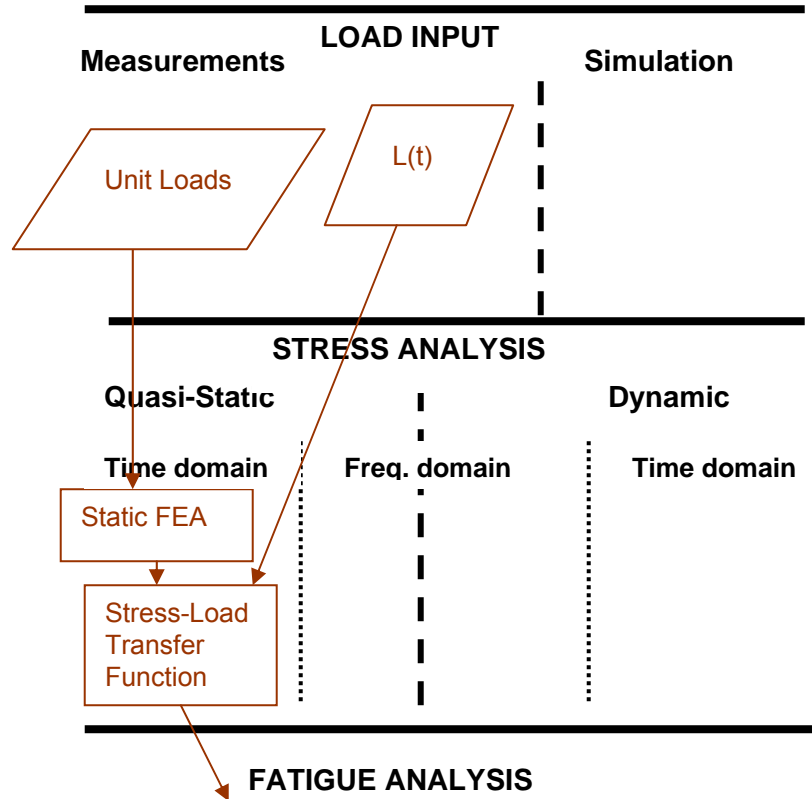 LOAD INPUT
Measurements
Simulation
Unit Loads
L(t)
STRESS ANALYSIS
Quasi-Static
Dynamic
Time domain
Freq. domain
Time domain
Static FEA
Stress-Load
Transfer
Function
FATIGUE ANALYSIS